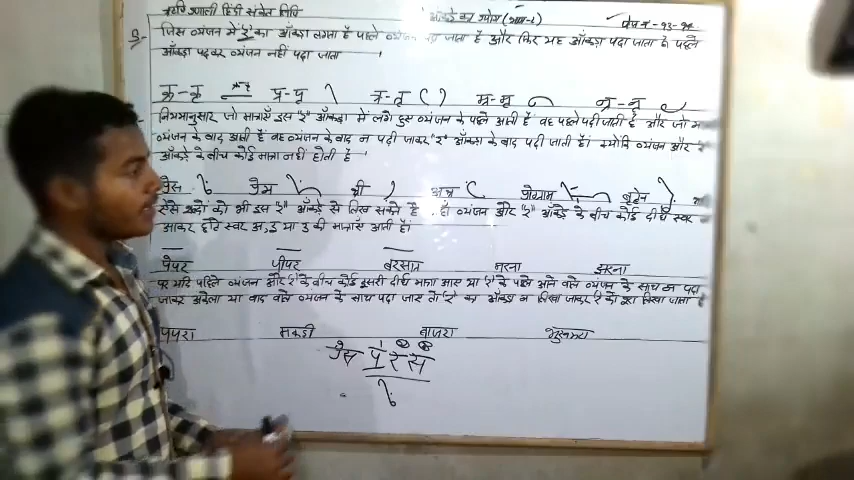 ऋषि प्रणाली हिंदी संकेत लिपि आँकड़े का प्रयोग (भाग-1) पेज नं-93-94
जिस व्यंजन में 'र' का आँकड़ा लगता है पहले व्यंजन जाता है और फिर यह आँकड़ा पढ़ा जाता है पहले
आँकड़ा पढ़कर व्यंजन नहीं पढ़ा जाता
क्र-कृ प्र-पृ त्र-तृ म्र-मृ न्र-नृ
नियमानुसार जो मात्राएँ इस "र" आँकड़ा में लगे हुए व्यंजन के पहले आती है वह पहले पढ़ी जाती है और जो
व्यंजन के बाद आती है वह व्यंजन के बाद न पढ़ी जाकर "र" आँकड़ा के बाद पढ़ी जाती है। क्योंकि व्यंजन और "र"
आँकड़े के बीच कोई मात्रा नहीं होती है
प्रेस प्रेम थ्री अत्र प्रोग्राम
ऐसे शब्दों को भी इस "र" आँकड़े से लिख सकते है व्यंजन और "र" आँकड़े के बीच कोई दीर्घ स्वर न
आकर स्वर अ, इ या उ की मात्राएँ आती हों।
पेपर पीपर बरसात नरना झरना
पर यदि पहिले व्यंजन और 'र' के बीच कोई दूसरी दीर्घ मात्रा आए या 'र' के पहले आने वाले व्यंजन के साथ न पढ़ा
जाकर अकेला या बाद वाले व्यंजन के साथ पढ़ा जाए तो 'र' का आँकड़ा न लिखा जाकर 'र' को पूरा लिखा जाता है
पपरा मकड़ी बाजरा
प्रेस पे र स